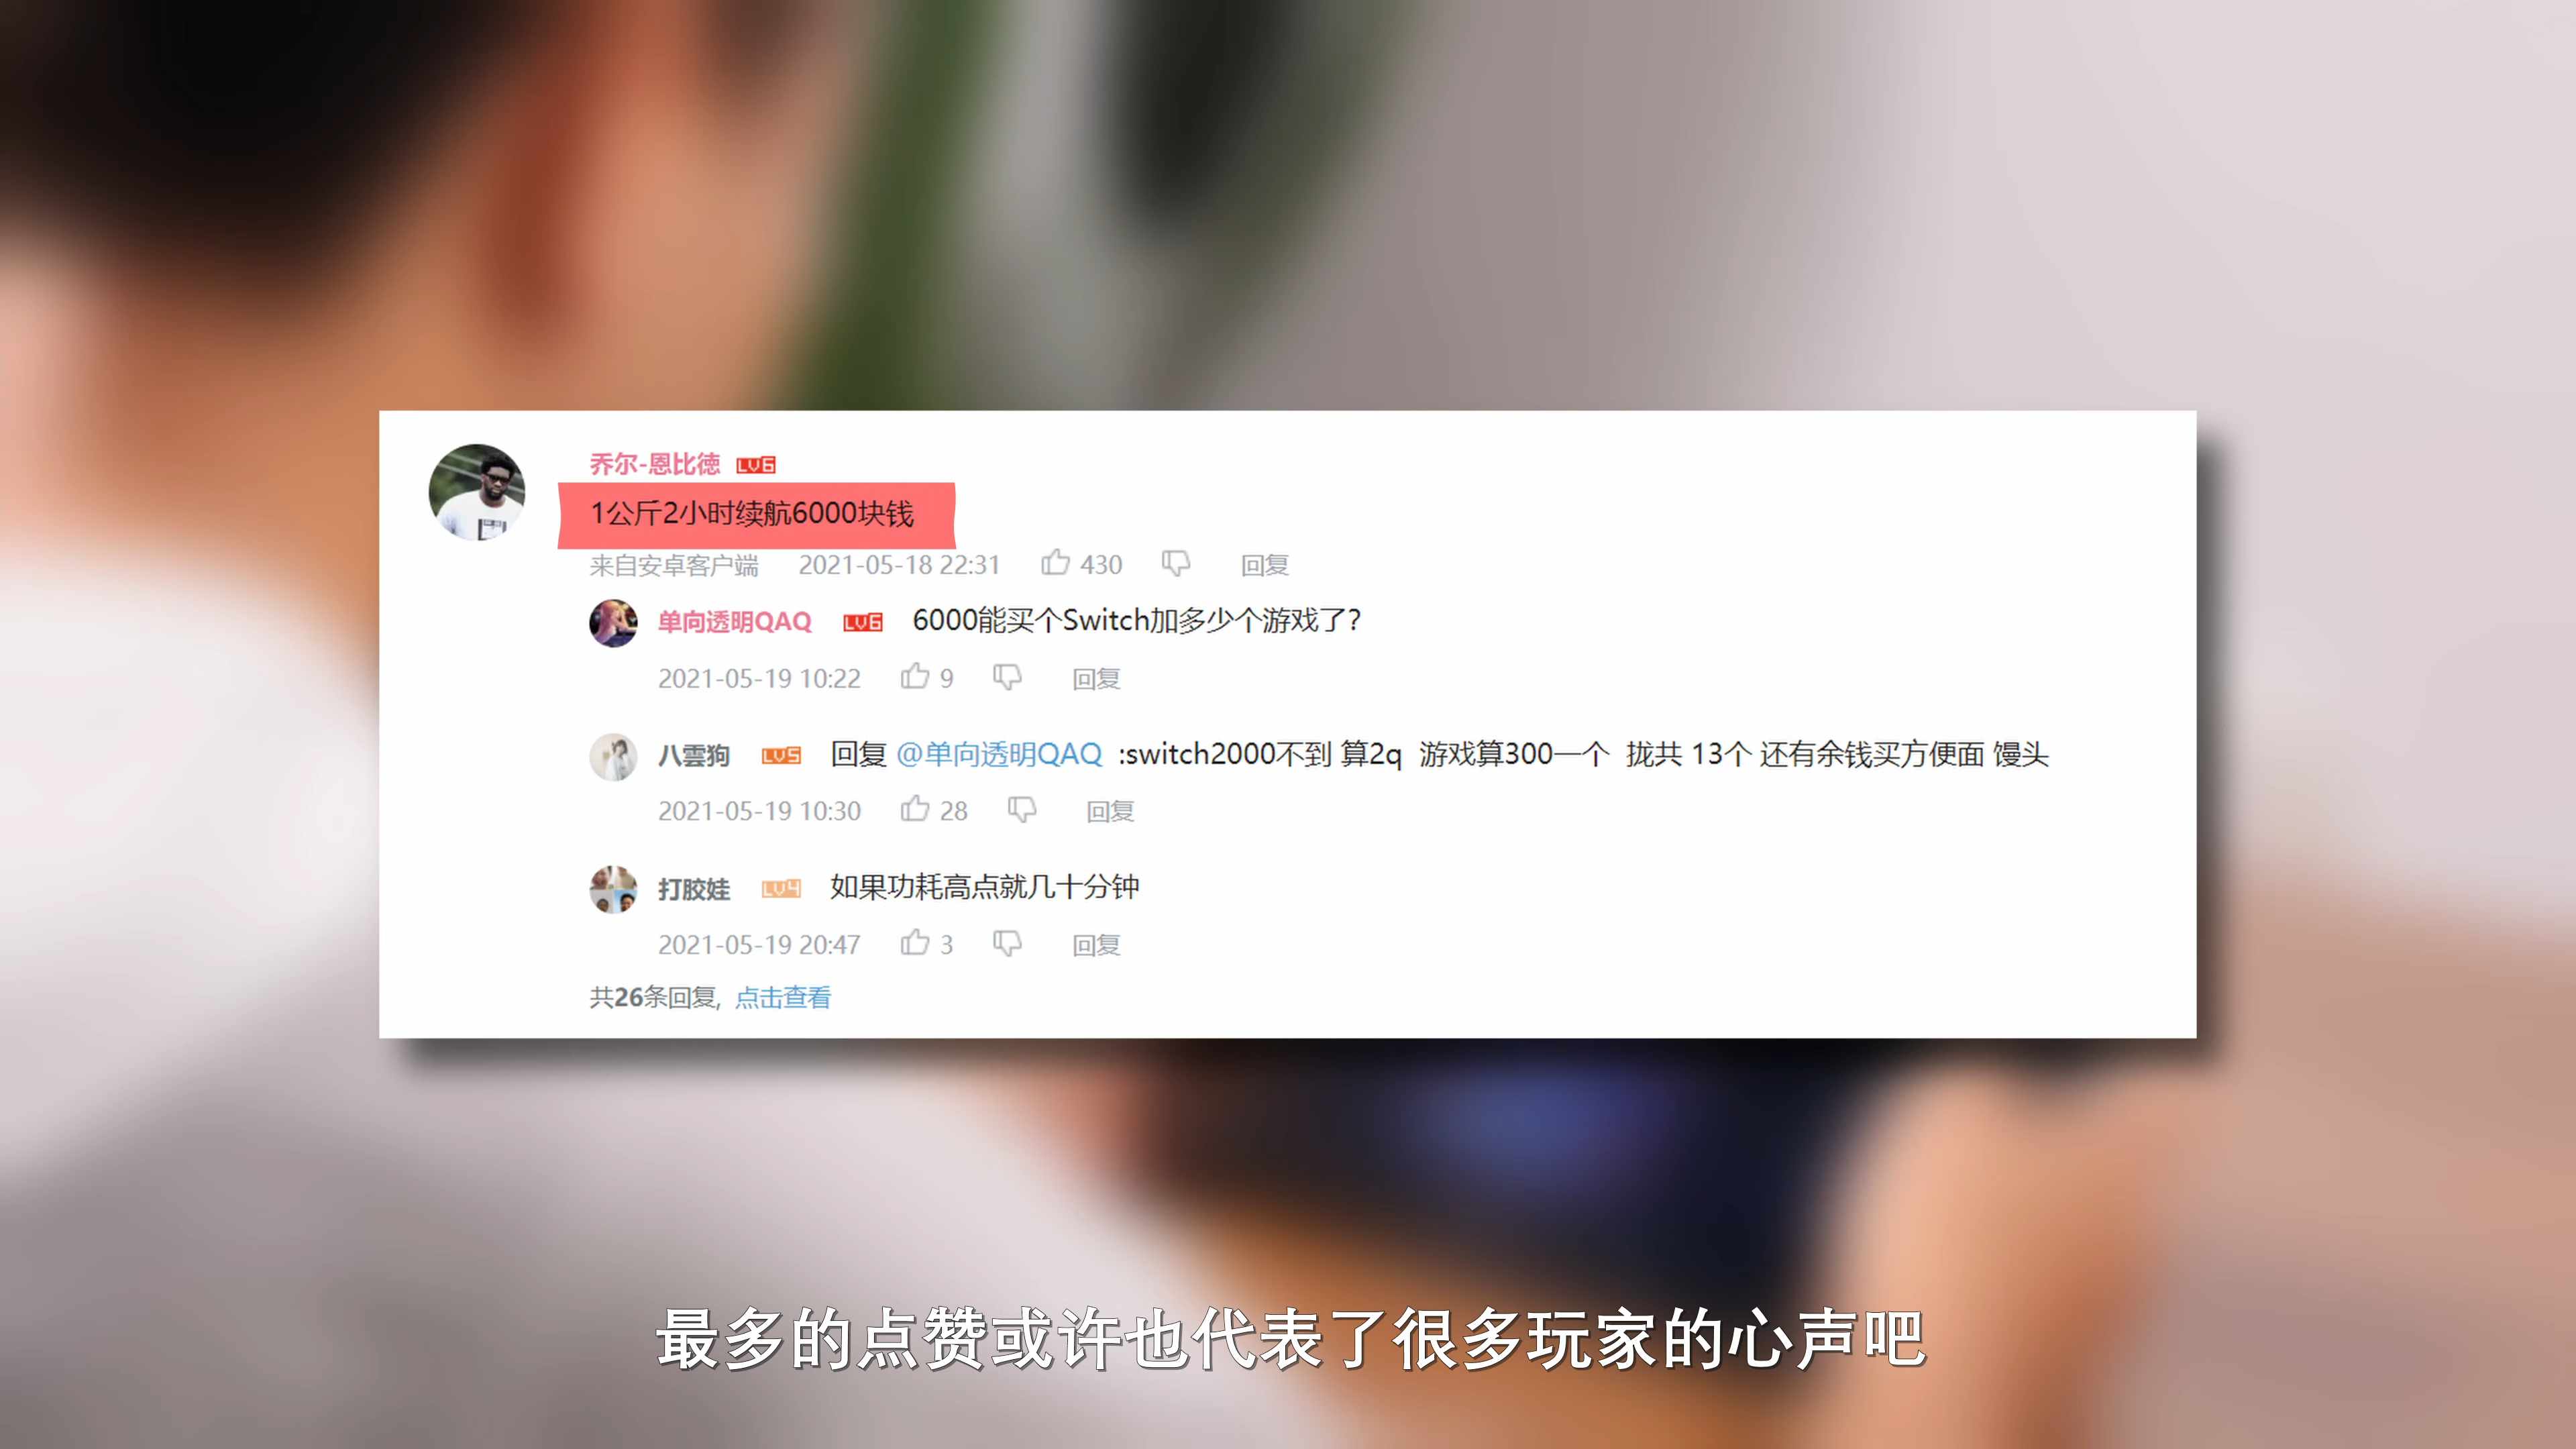 乔尔-恩比徳 LV6
1公斤2小时续航6000块钱
来自安卓客户端 2021-05-18 22:31 430 回复
单向透明QAQ LV6 6000能买个Switch加多少个游戏了?
2021-05-19 10:22 9 回复
八雲狗 LV5 回复 @单向透明QAQ :switch2000不到 算2q 游戏算300一个 拢共 13个 还有余钱买方便面 馒头
2021-05-19 10:30 28 回复
打胶娃 LV4 如果功耗高点就几十分钟
2021-05-19 20:47 3 回复
共26条回复, 点击查看
最多的点赞或许也代表了很多玩家的心声吧